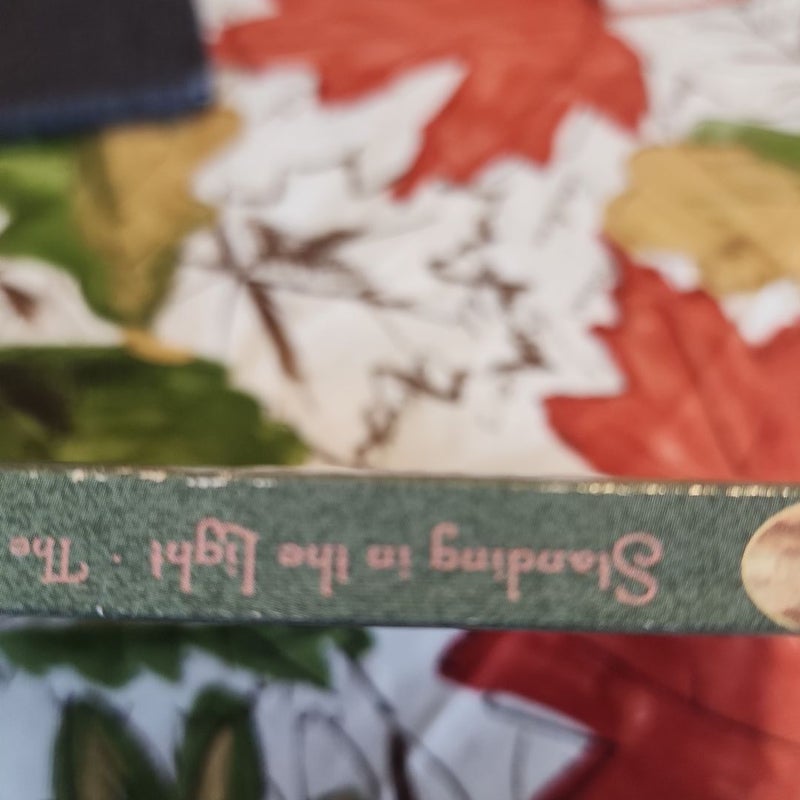 Standing in the Light · The